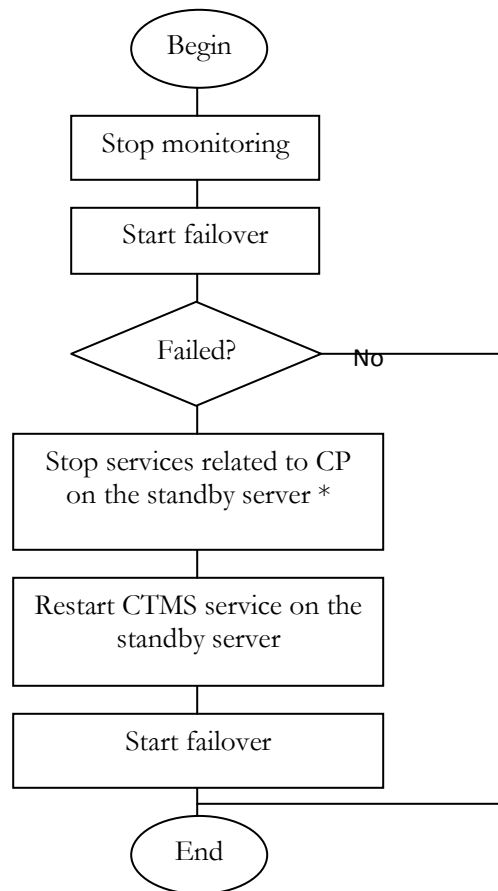 Begin
Stop monitoring
Start failover
Failed?
No
Stop services related to CP
on the standby server *
Restart CTMS service on the
standby server
Start failover
End